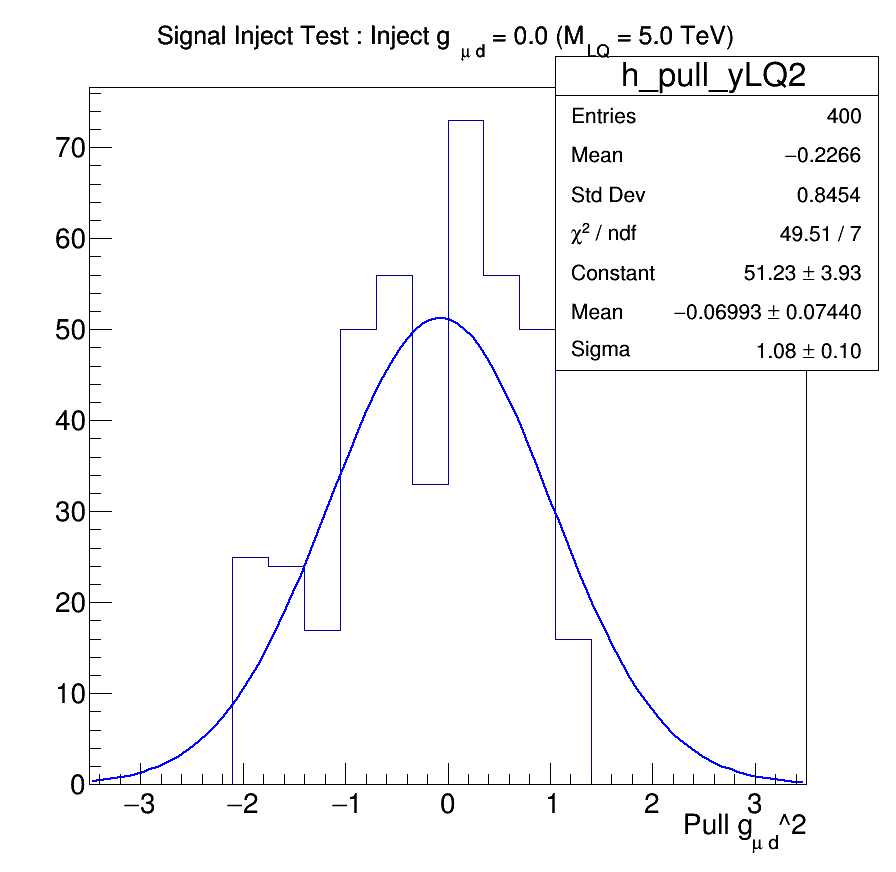 Signal Inject Test : Inject g μ d = 0.0 (M LQ = 5.0 TeV)
h_pull_yLQ2
Entries 400
Mean −0.2266
Std Dev 0.8454
χ² / ndf 49.51 / 7
Constant 51.23 ± 3.93
Mean −0.06993 ± 0.07440
Sigma 1.08 ± 0.10
70
60
50
40
30
20
10
0
−3 −2 −1 0 1 2 3
Pull g μ d ^2